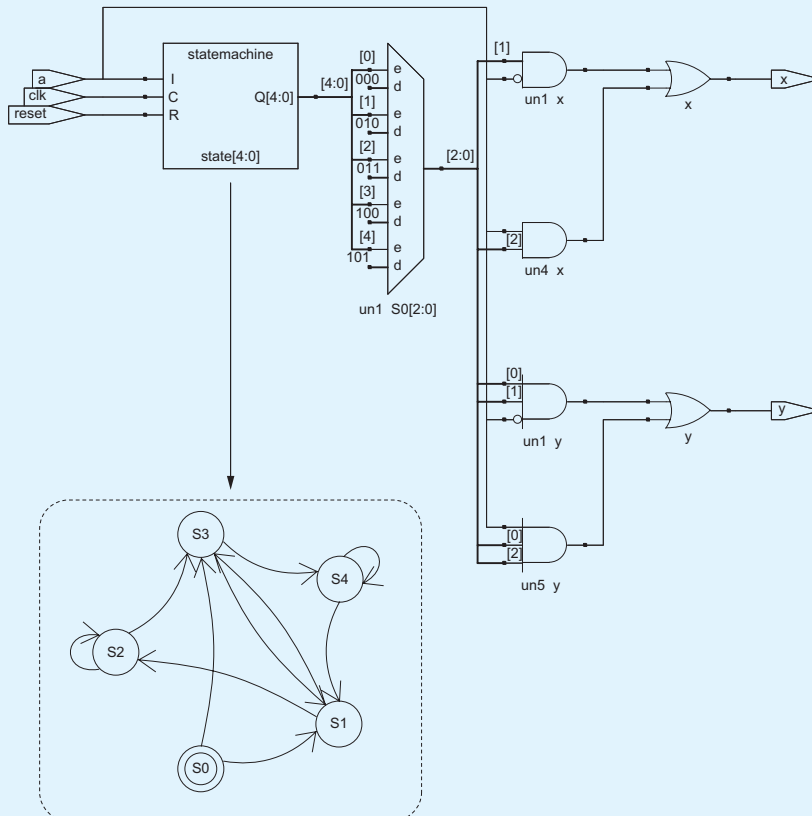 statemachine
a
clk
reset
I
C
R
Q[4:0]
state[4:0]
[4:0]
[0]
000
[1]
010
[2]
011
[3]
100
[4]
101
e
d
e
d
e
d
e
d
e
d
un1 S0[2:0]
[2:0]
[1]
un1 x
[2]
un4 x
x
x
[0]
[1]
un1 y
[0]
[2]
un5 y
y
y
S3
S4
S2
S1
S0